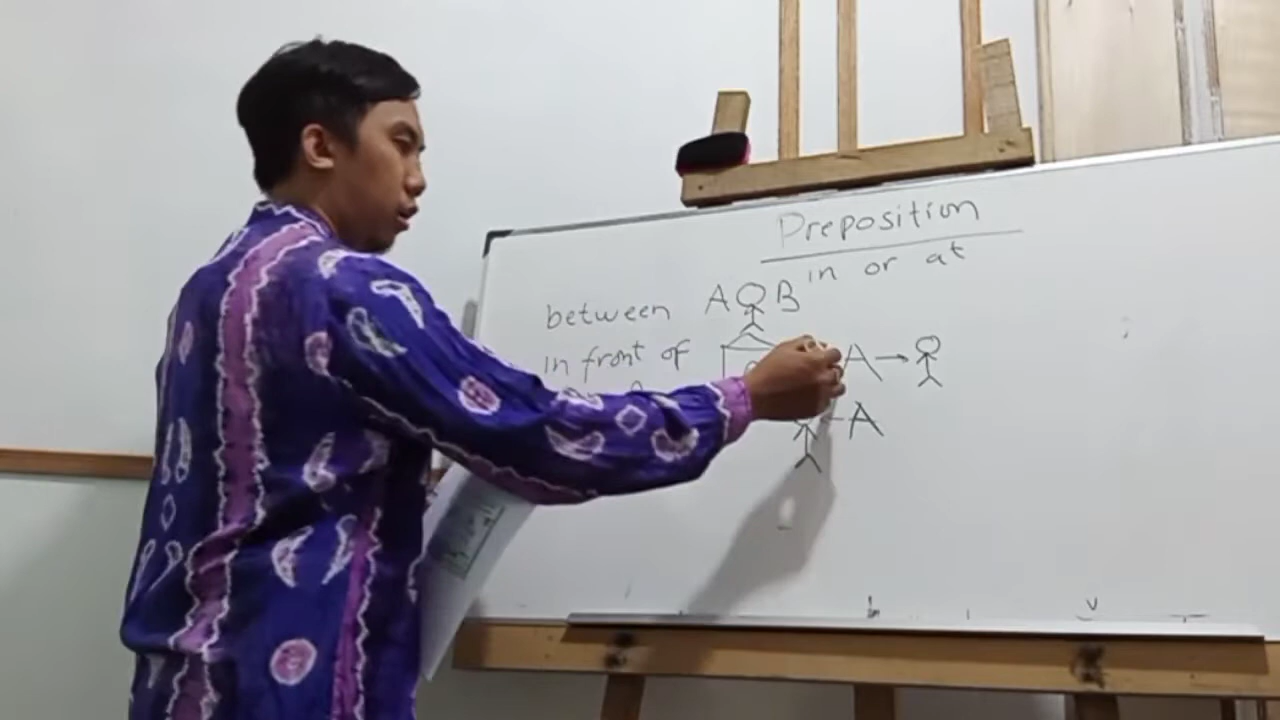 Preposition
in or at
between A B
in front of
A
A